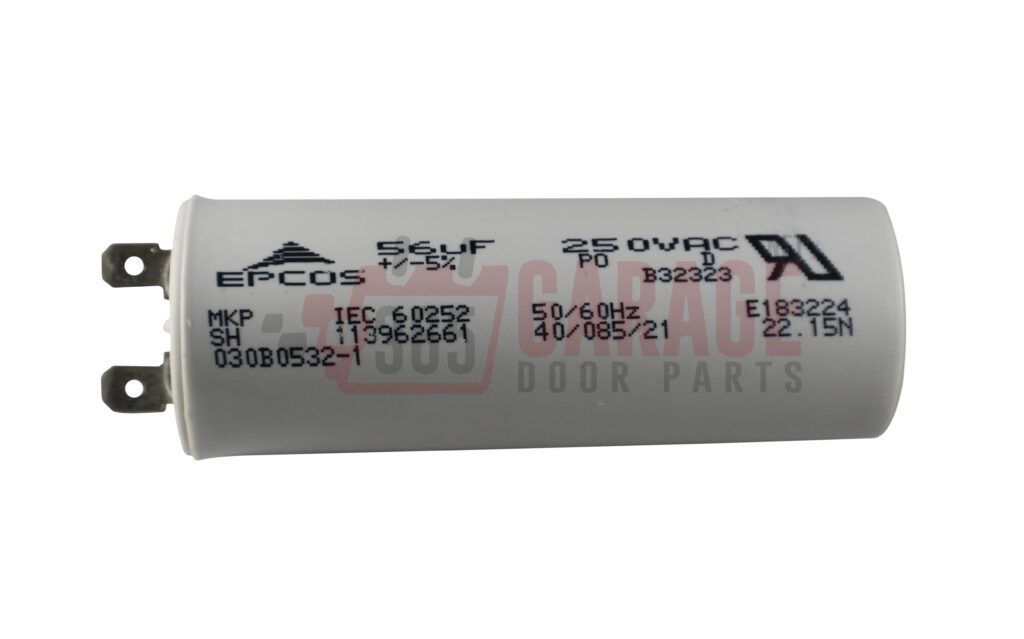 EPCOS
56uF
+/-5%
250VAC
PO D
B32323
MKP IEC 60252 50/60Hz E183224
SH 113962661 40/085/21 22.15N
030B0532-1
365 GARAGE
DOOR PARTS